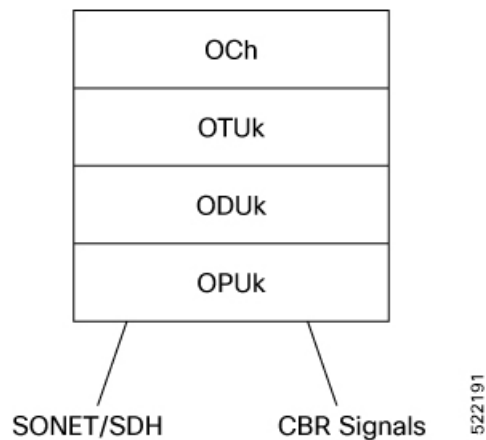 OCh
OTUk
ODUk
OPUk
SONET/SDH
CBR Signals
522191